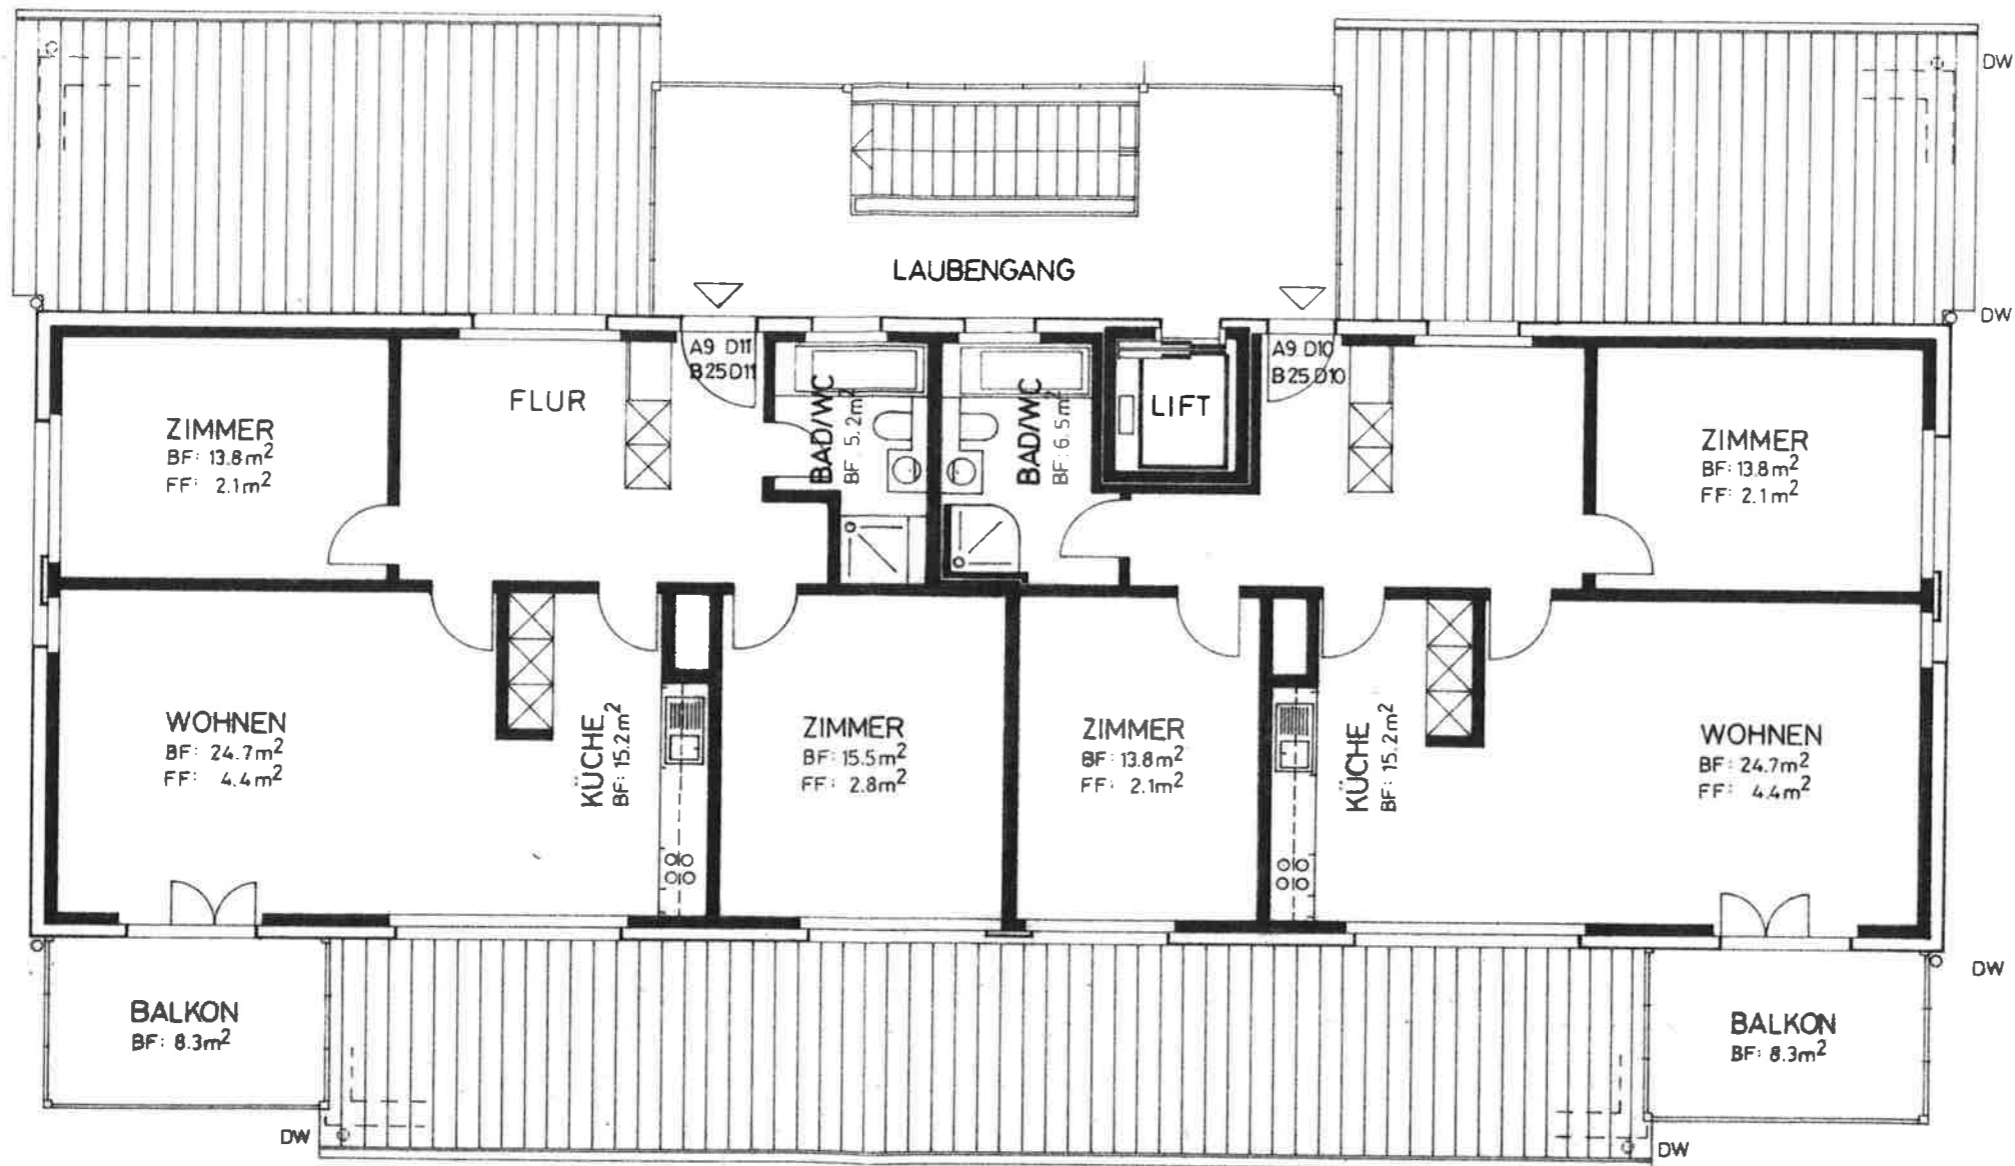 DW
LAUBENGANG
DW
A9 D11
B25D11
A9 D10
B25 D10
FLUR
ZIMMER
BF: 13.8m²
FF: 2.1m²
BAD/WC
BF: 5.2m²
BAD/WC
BF: 6.5m²
LIFT
ZIMMER
BF: 13.8m²
FF: 2.1m²
WOHNEN
BF: 24.7m²
FF: 4.4m²
KÜCHE
BF: 15.2m²
ZIMMER
BF: 15.5m²
FF: 2.8m²
ZIMMER
BF: 13.8m²
FF: 2.1m²
KÜCHE
BF: 15.2m²
WOHNEN
BF: 24.7m²
FF: 4.4m²
DW
BALKON
BF: 8.3m²
BALKON
BF: 8.3m²
DW
DW